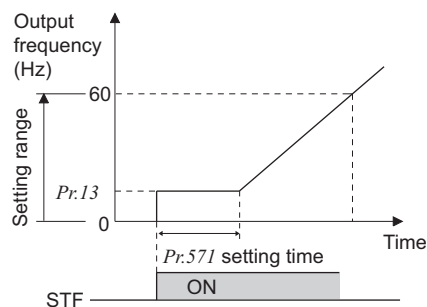 Output
frequency
(Hz)
Setting range
60
Pr.13
0
Time
Pr.571 setting time
ON
STF